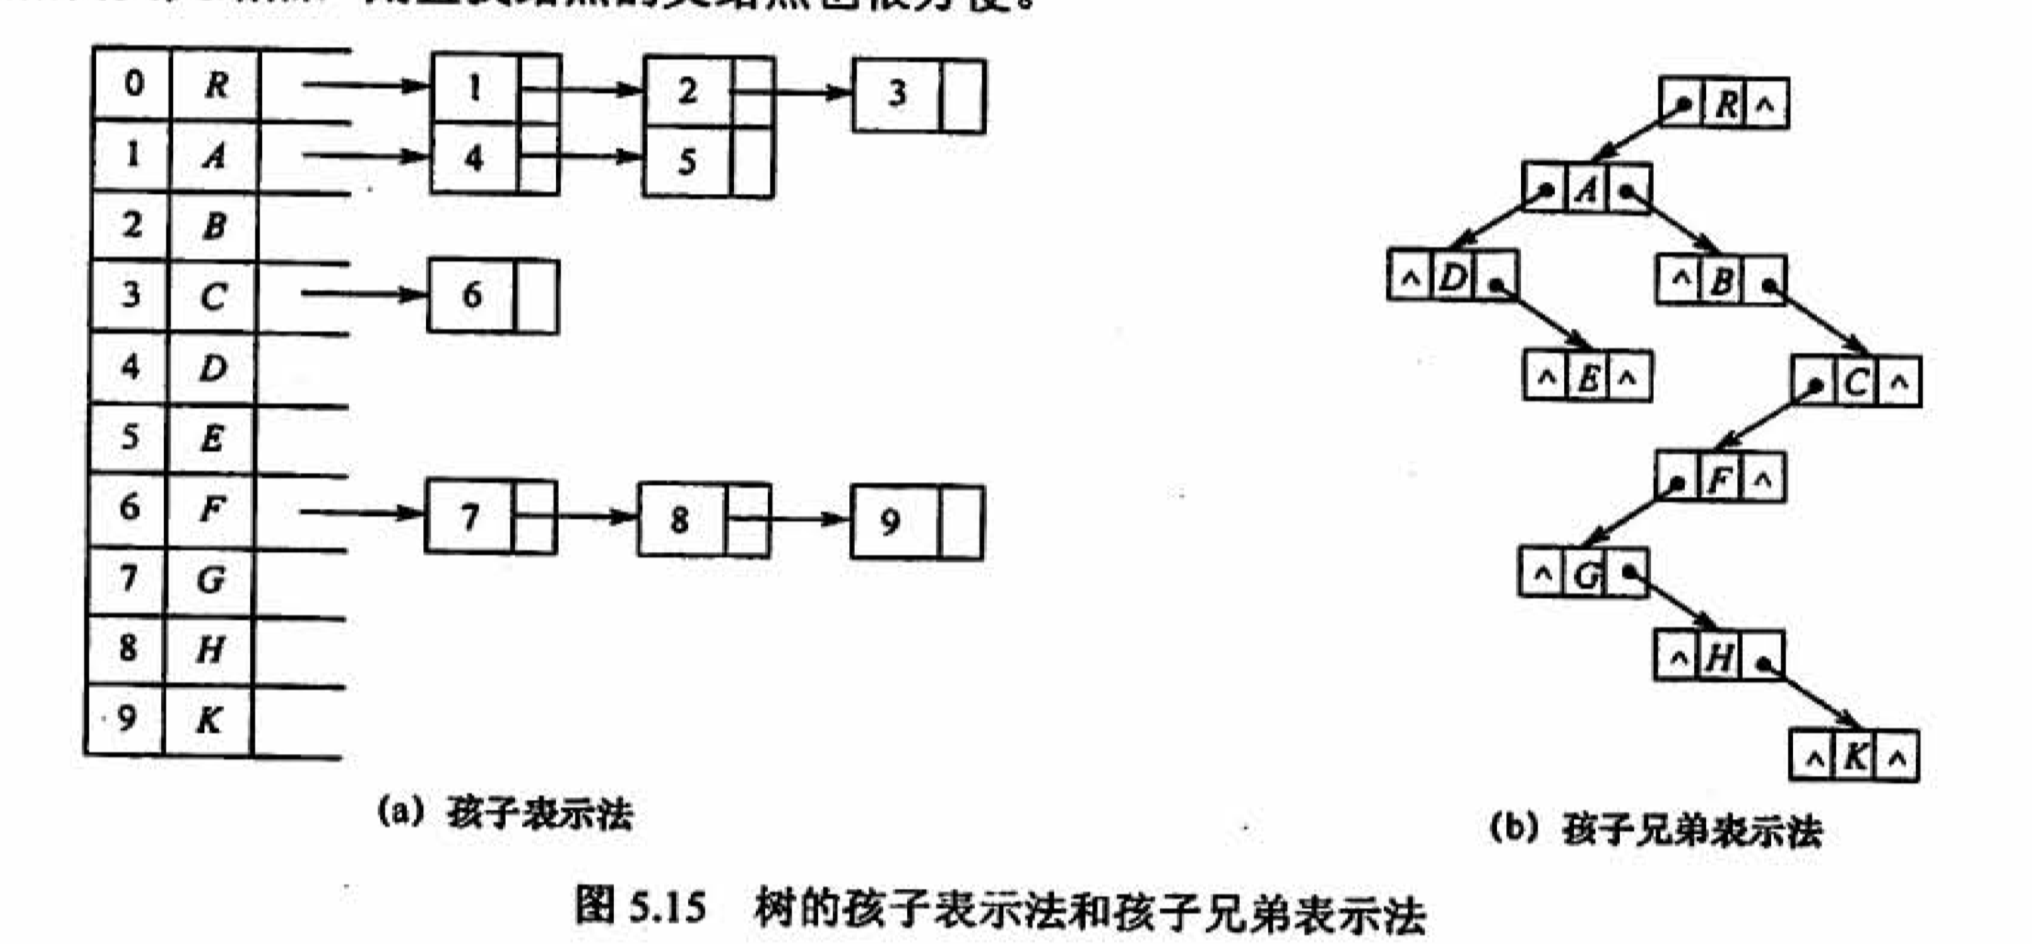 0 R 1 2 3
1 A 4 5
2 B
3 C 6
4 D
5 E
6 F 7 8 9
7 G
8 H
9 K
(a) 孩子表示法
R ^
A
^ D
^ B
^ E ^
C ^
F ^
^ G
^ H
^ K ^
(b) 孩子兄弟表示法
图 5.15 树的孩子表示法和孩子兄弟表示法